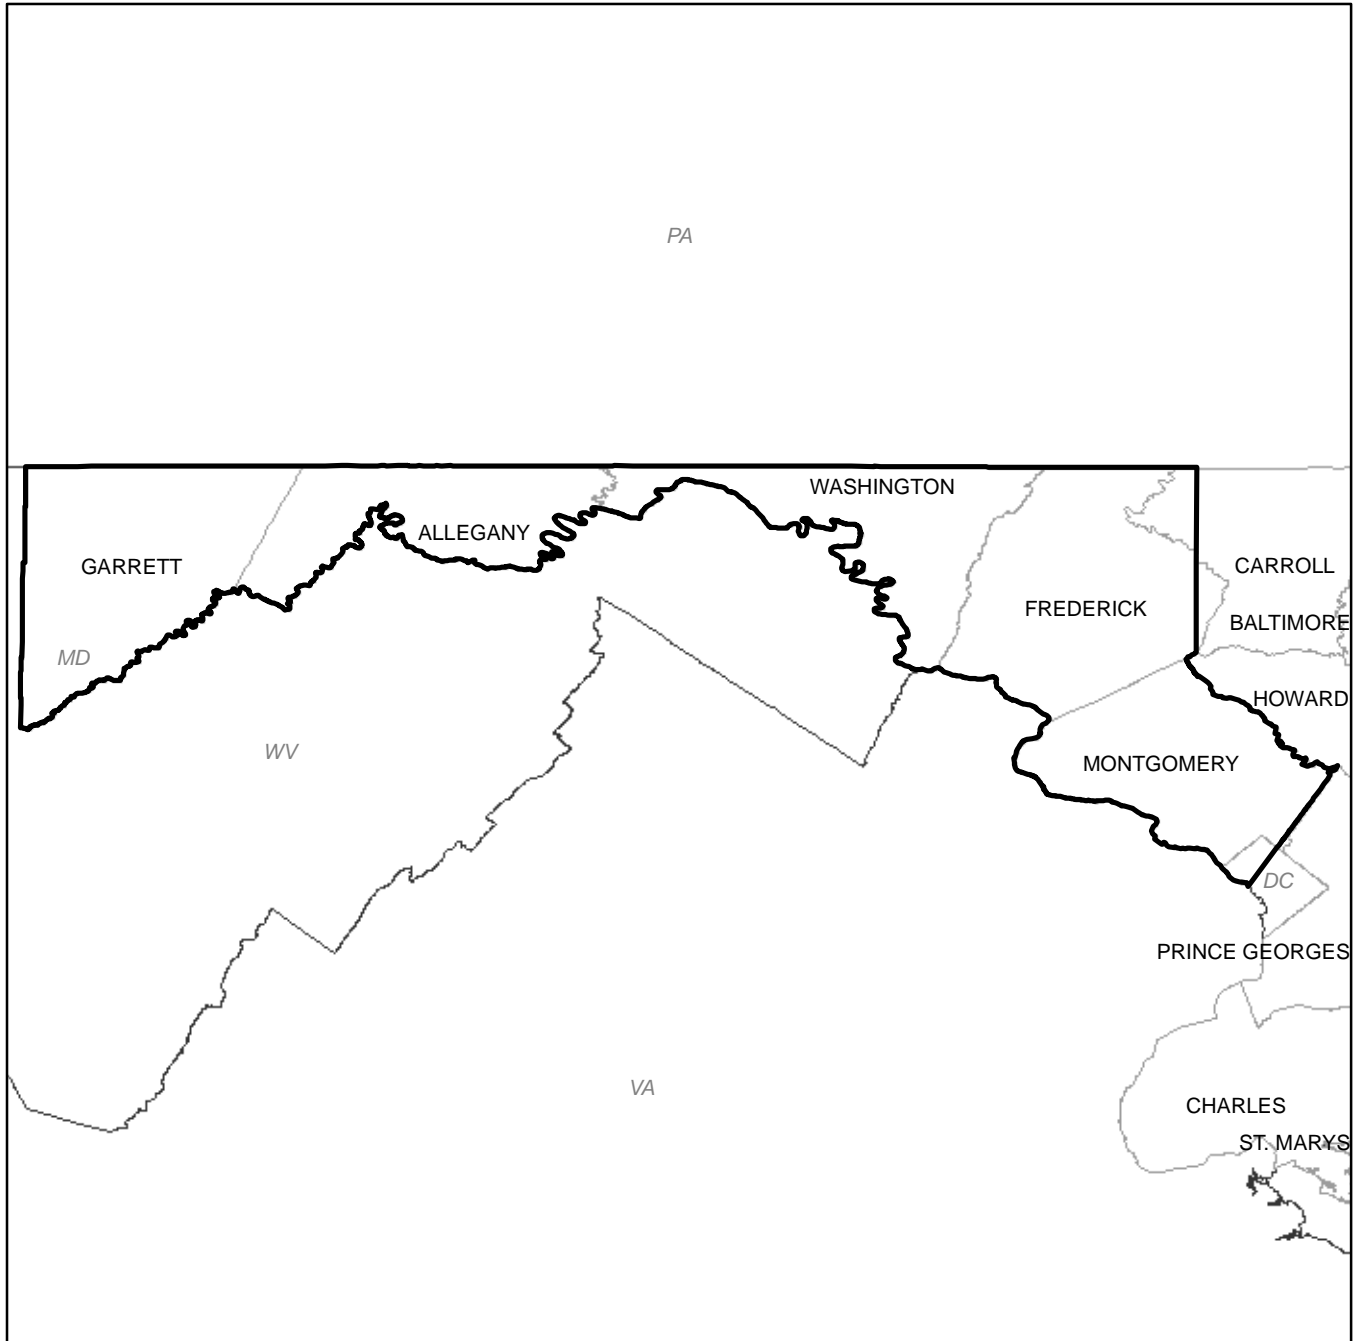 PA
WASHINGTON
ALLEGANY
GARRETT
CARROLL
FREDERICK
BALTIMORE
MD
HOWARD
WV
MONTGOMERY
DC
PRINCE GEORGES
VA
CHARLES
ST. MARYS